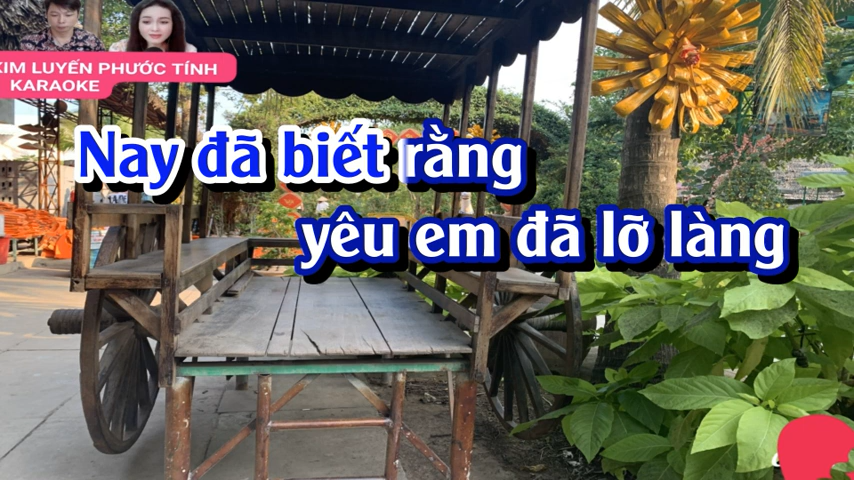 KIM LUYẾN PHƯỚC TÍNH
KARAOKE
Nay đã biết rằng
yêu em đã lỡ làng